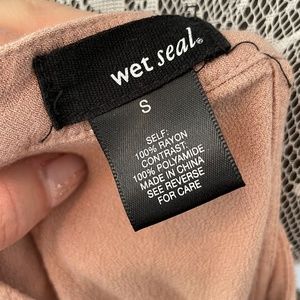 wet seal®
S
SELF:
100% RAYON
CONTRAST:
100% POLYAMIDE
MADE IN CHINA
SEE REVERSE
FOR CARE